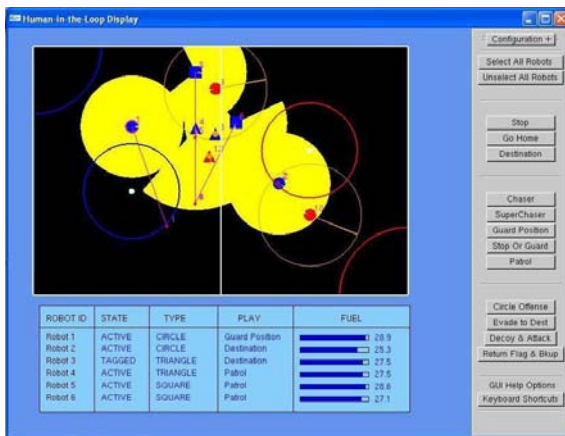 Human-in-the-Loop Display
Configuration +
Select All Robots
Unselect All Robots
Stop
Go Home
Destination
Chaser
SuperChaser
Guard Position
Stop Or Guard
Patrol
Circle Offense
Evade to Dest
Decoy & Attack
Return Flag & Bkup
GUI Help Options
Keyboard Shortcuts
ROBOT ID STATE TYPE PLAY FUEL
Robot 1 ACTIVE CIRCLE Guard Position 28.9
Robot 2 ACTIVE CIRCLE Destination 25.3
Robot 3 TAGGED TRIANGLE Destination 27.5
Robot 4 ACTIVE TRIANGLE Patrol 27.5
Robot 5 ACTIVE SQUARE Patrol 28.6
Robot 6 ACTIVE SQUARE Patrol 27.1